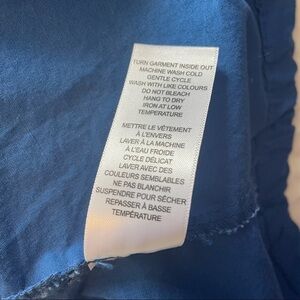 TURN GARMENT INSIDE OUT
MACHINE WASH COLD
GENTLE CYCLE
WASH WITH LIKE COLOURS
DO NOT BLEACH
HANG TO DRY
IRON AT LOW
TEMPERATURE
METTRE LE VÊTEMENT
À L'ENVERS
LAVER À LA MACHINE
À L'EAU FROIDE
CYCLE DÉLICAT
LAVER AVEC DES
COULEURS SEMBLABLES
NE PAS BLANCHIR
SUSPENDRE POUR SÉCHER
REPASSER À BASSE
TEMPÉRATURE